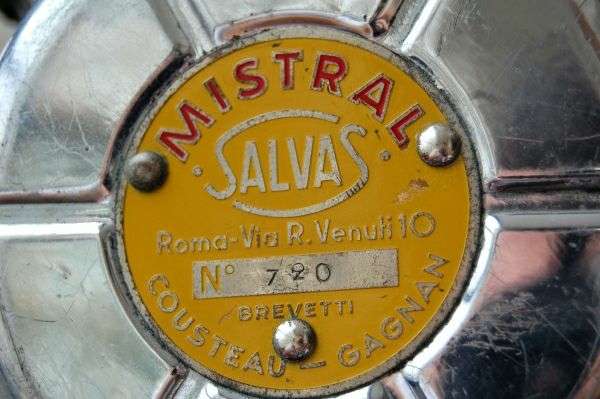 MISTRAL
SALVAS
Roma-Via R. Venuti 10
N° 720
BREVETTI
COUSTEAU - GAGNAN